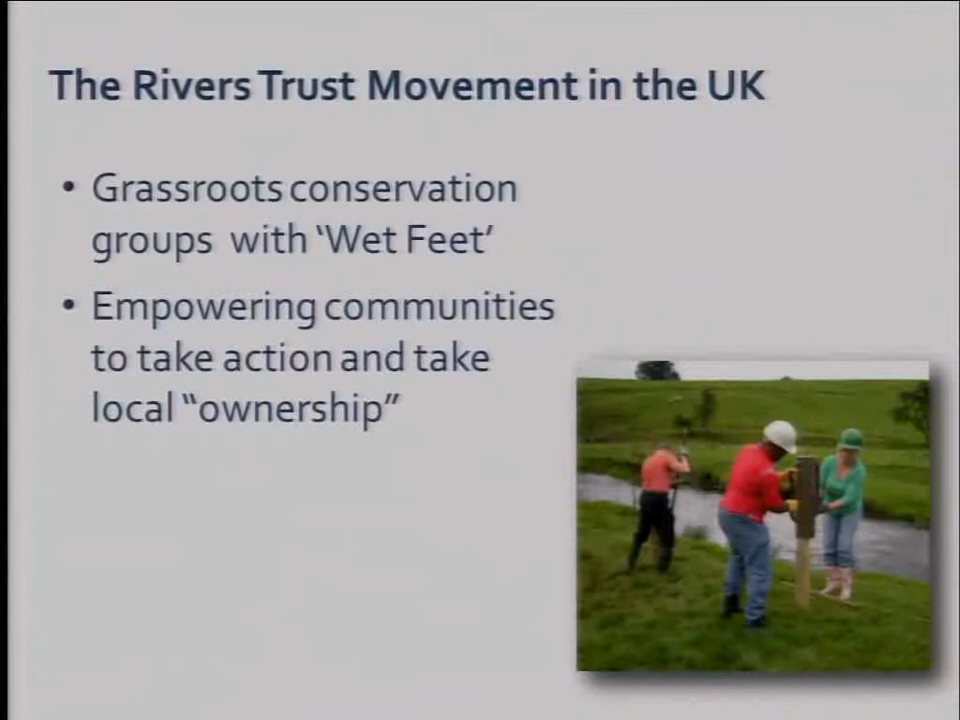 The Rivers Trust Movement in the UK
• Grassroots conservation
groups with ‘Wet Feet’
• Empowering communities
to take action and take
local “ownership”